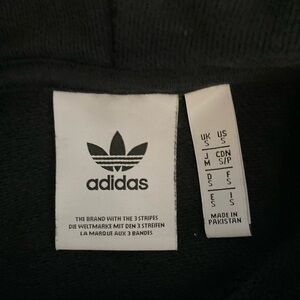 adidas
THE BRAND WITH THE 3 STRIPES
DIE WELTMARKE MIT DEN 3 STREIFEN
LA MARQUE AUX 3 BANDES
UK US
S S
J CDN
M S/P
D F
S S
E I
S S
MADE IN
PAKISTAN